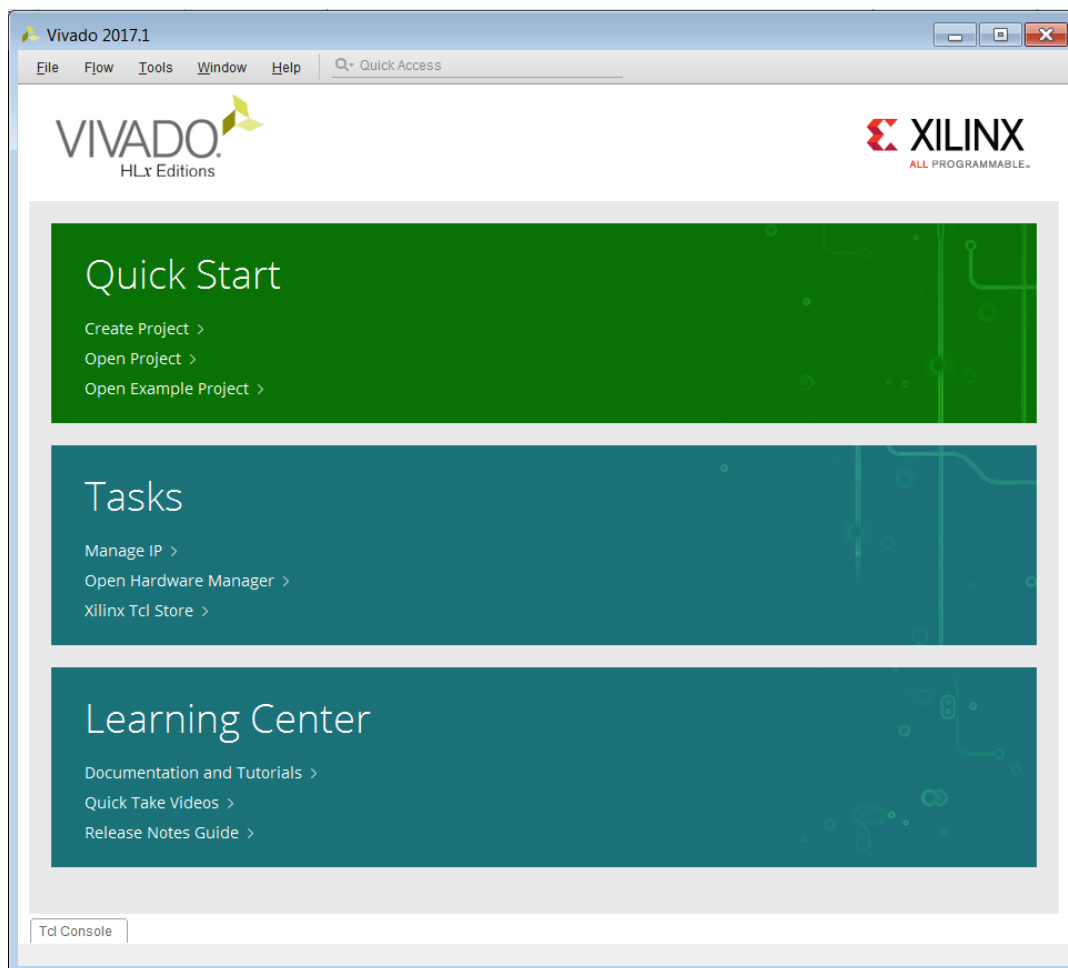 Vivado 2017.1
File Flow Tools Window Help Quick Access
VIVADO.
HLx Editions
XILINX
ALL PROGRAMMABLE™
Quick Start
Create Project >
Open Project >
Open Example Project >
Tasks
Manage IP >
Open Hardware Manager >
Xilinx Tcl Store >
Learning Center
Documentation and Tutorials >
Quick Take Videos >
Release Notes Guide >
Tcl Console